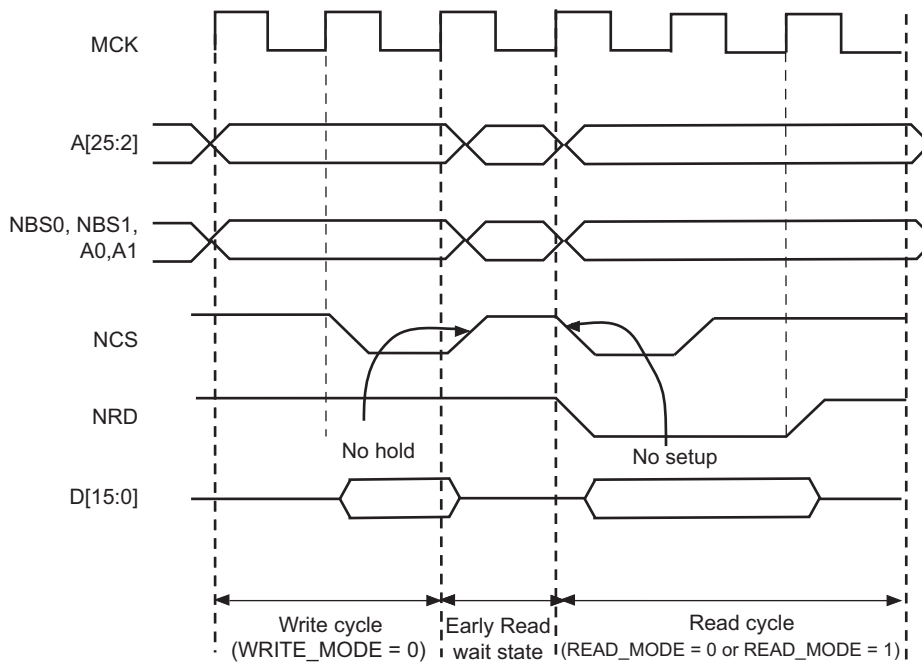 MCK
A[25:2]
NBS0, NBS1,
A0,A1
NCS
NRD
No hold
No setup
D[15:0]
Write cycle
(WRITE_MODE = 0)
Early Read
wait state
Read cycle
(READ_MODE = 0 or READ_MODE = 1)